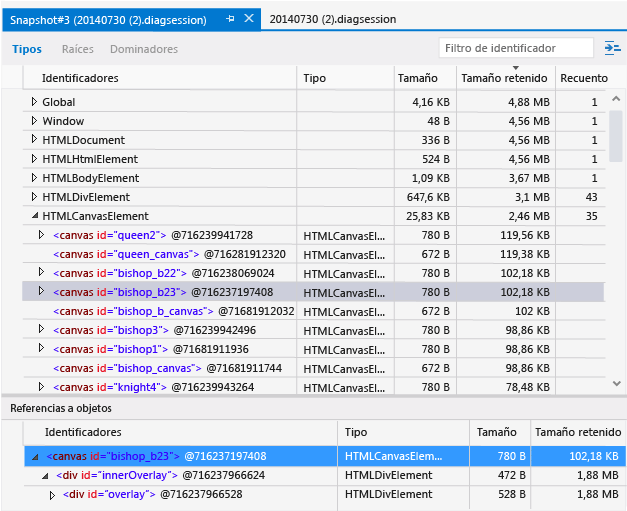 Snapshot#3 (20140730 (2).diagsession) 20140730 (2).diagsession
Tipos Raíces Dominadores Filtro de identificador
Identificadores Tipo Tamaño Tamaño retenido Recuento
Global 4,16 KB 4,88 MB 1
Window 48 B 4,56 MB 1
HTMLDocument 336 B 4,56 MB 1
HTMLHtmlElement 524 B 4,56 MB 1
HTMLBodyElement 1,09 KB 3,67 MB 1
HTMLDivElement 647,6 KB 3,1 MB 43
HTMLCanvasElement 25,83 KB 2,46 MB 35
<canvas id="queen2"> @716239941728 HTMLCanvasEl... 780 B 119,56 KB
<canvas id="queen_canvas"> @716281912320 HTMLCanvasEl... 672 B 119,38 KB
<canvas id="bishop_b22"> @716238069024 HTMLCanvasEl... 780 B 102,18 KB
<canvas id="bishop_b23"> @716237197408 HTMLCanvasEl... 780 B 102,18 KB
<canvas id="bishop_b_canvas"> @71681912032 HTMLCanvasEl... 672 B 102 KB
<canvas id="bishop3"> @716239942496 HTMLCanvasEl... 780 B 98,86 KB
<canvas id="bishop1"> @71681911936 HTMLCanvasEl... 780 B 98,86 KB
<canvas id="bishop_canvas"> @71681911744 HTMLCanvasEl... 672 B 98,86 KB
<canvas id="knight4"> @716239943264 HTMLCanvasEl... 780 B 78,48 KB
Referencias a objetos
Identificadores Tipo Tamaño Tamaño retenido
<canvas id="bishop_b23"> @716237197408 HTMLCanvasElem... 780 B 102,18 KB
<div id="innerOverlay"> @716237966624 HTMLDivElement 472 B 1,88 MB
<div id="overlay"> @716237966528 HTMLDivElement 528 B 1,88 MB